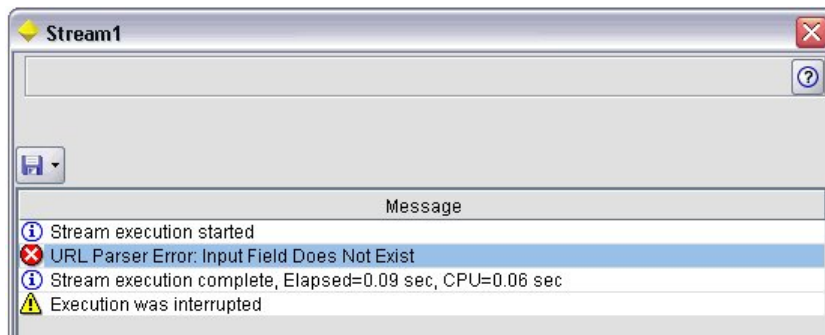 Stream1
Message
Stream execution started
URL Parser Error: Input Field Does Not Exist
Stream execution complete, Elapsed=0.09 sec, CPU=0.06 sec
Execution was interrupted